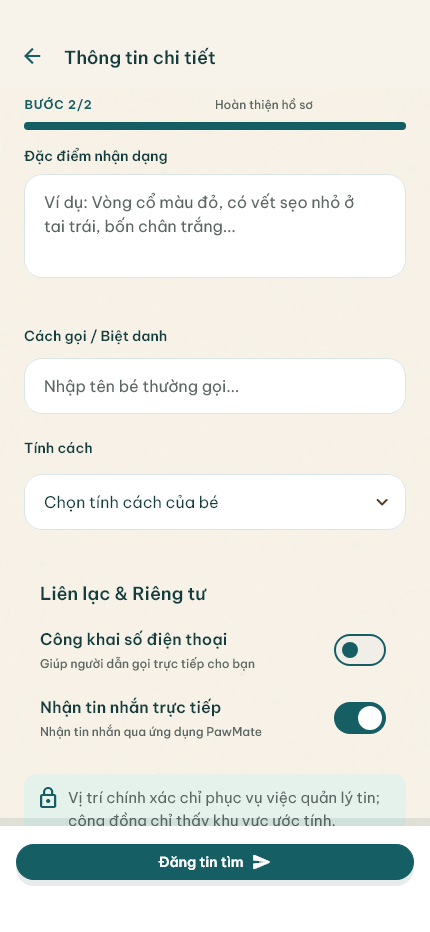 Thông tin chi tiết
BƯỚC 2/2
Hoàn thiện hồ sơ
Đặc điểm nhận dạng
Ví dụ: Vòng cổ màu đỏ, có vết sẹo nhỏ ở
tai trái, bốn chân trắng...
Cách gọi / Biệt danh
Nhập tên bé thường gọi...
Tính cách
Chọn tính cách của bé
Liên lạc & Riêng tư
Công khai số điện thoại
Giúp người dẫn gọi trực tiếp cho bạn
Nhận tin nhắn trực tiếp
Nhận tin nhắn qua ứng dụng PawMate
Vị trí chính xác chỉ phục vụ việc quản lý tin;
cộng đồng chỉ thấy khu vực ước tính.
Đăng tin tìm